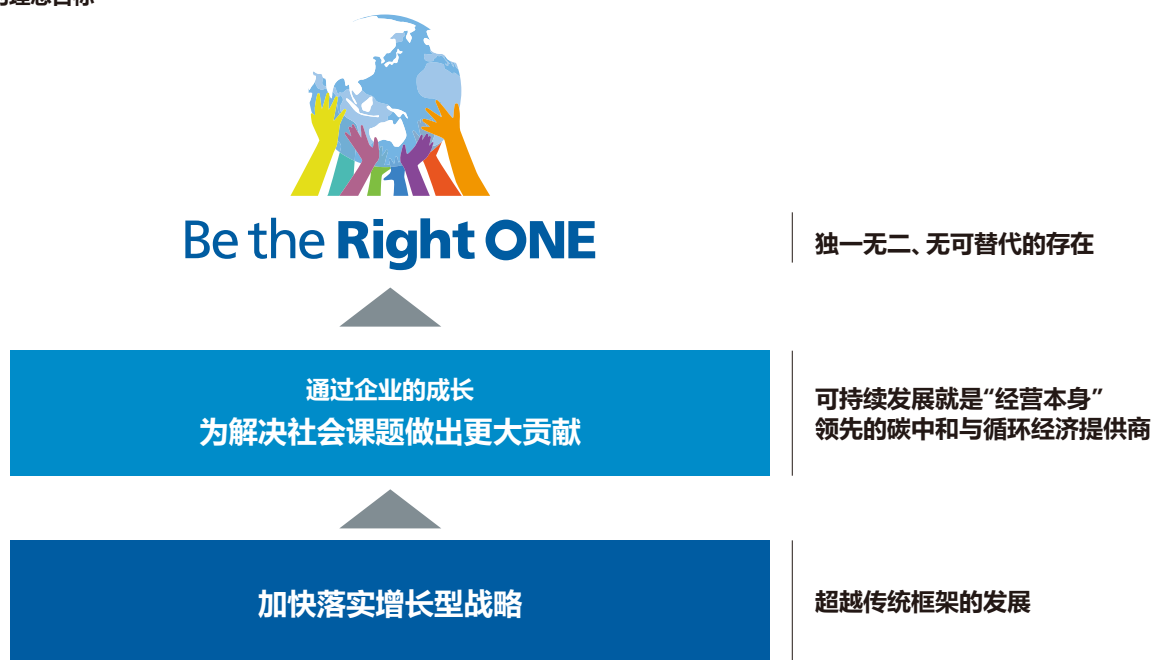 理想目标
Be the Right ONE
独一无二、无可替代的存在
通过企业的成长
为解决社会课题做出更大贡献
可持续发展就是“经营本身”
领先的碳中和与循环经济提供商
加快落实增长型战略
超越传统框架的发展